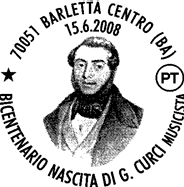 70051 BARLETTA CENTRO (BA)
15.6.2008
PT
BICENTENARIO NASCITA DI G. CURCI MUSICISTA